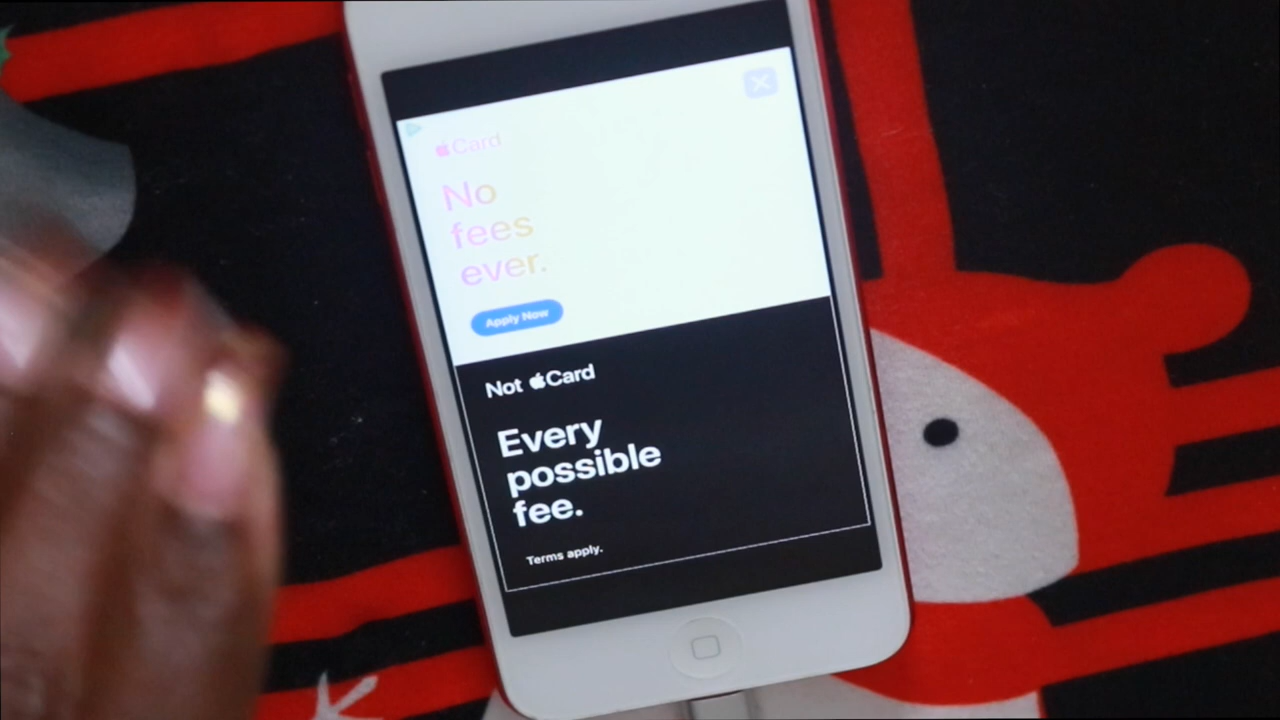 Card
No
fees
ever.
Apply Now
Not Card
Every
possible
fee.
Terms apply.